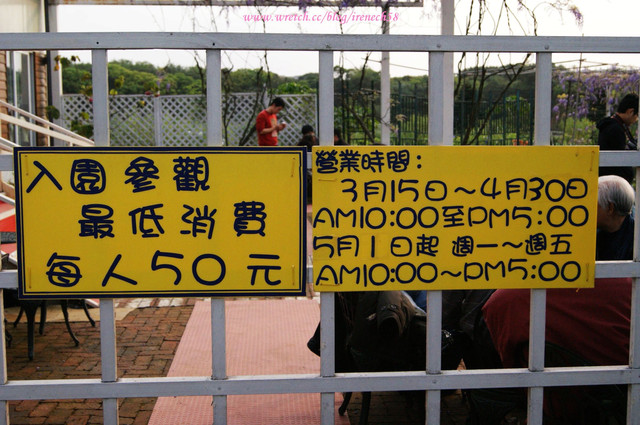 www.wretch.cc/blog/irenech68
入園參觀
最低消費
每人50元
營業時間：
3月15日～4月30日
AM10:00至PM5:00
5月1日起 週一～週五
AM10:00～PM5:00